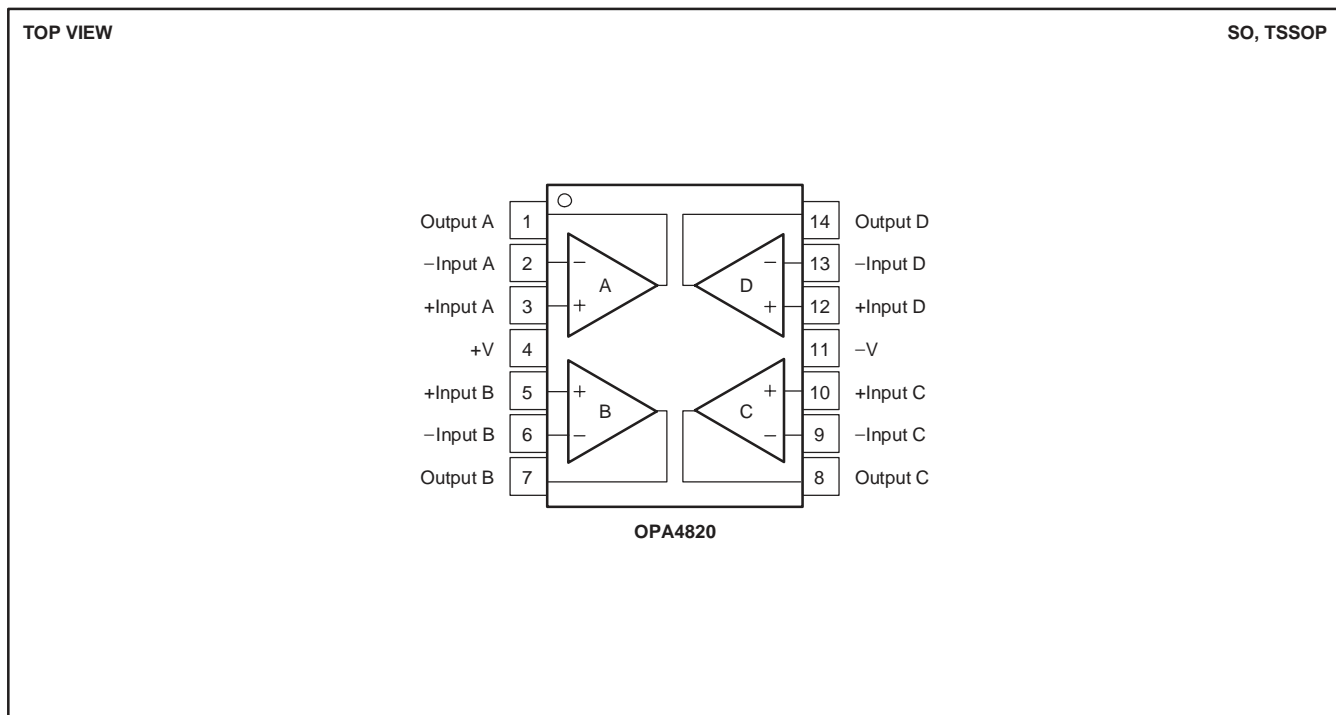 TOP VIEW
SO, TSSOP
Output A 1 14 Output D
−Input A 2 − − 13 −Input D
A D
+Input A 3 + + 12 +Input D
+V 4 11 −V
+Input B 5 + + 10 +Input C
B C
−Input B 6 − − 9 −Input C
Output B 7 8 Output C
OPA4820